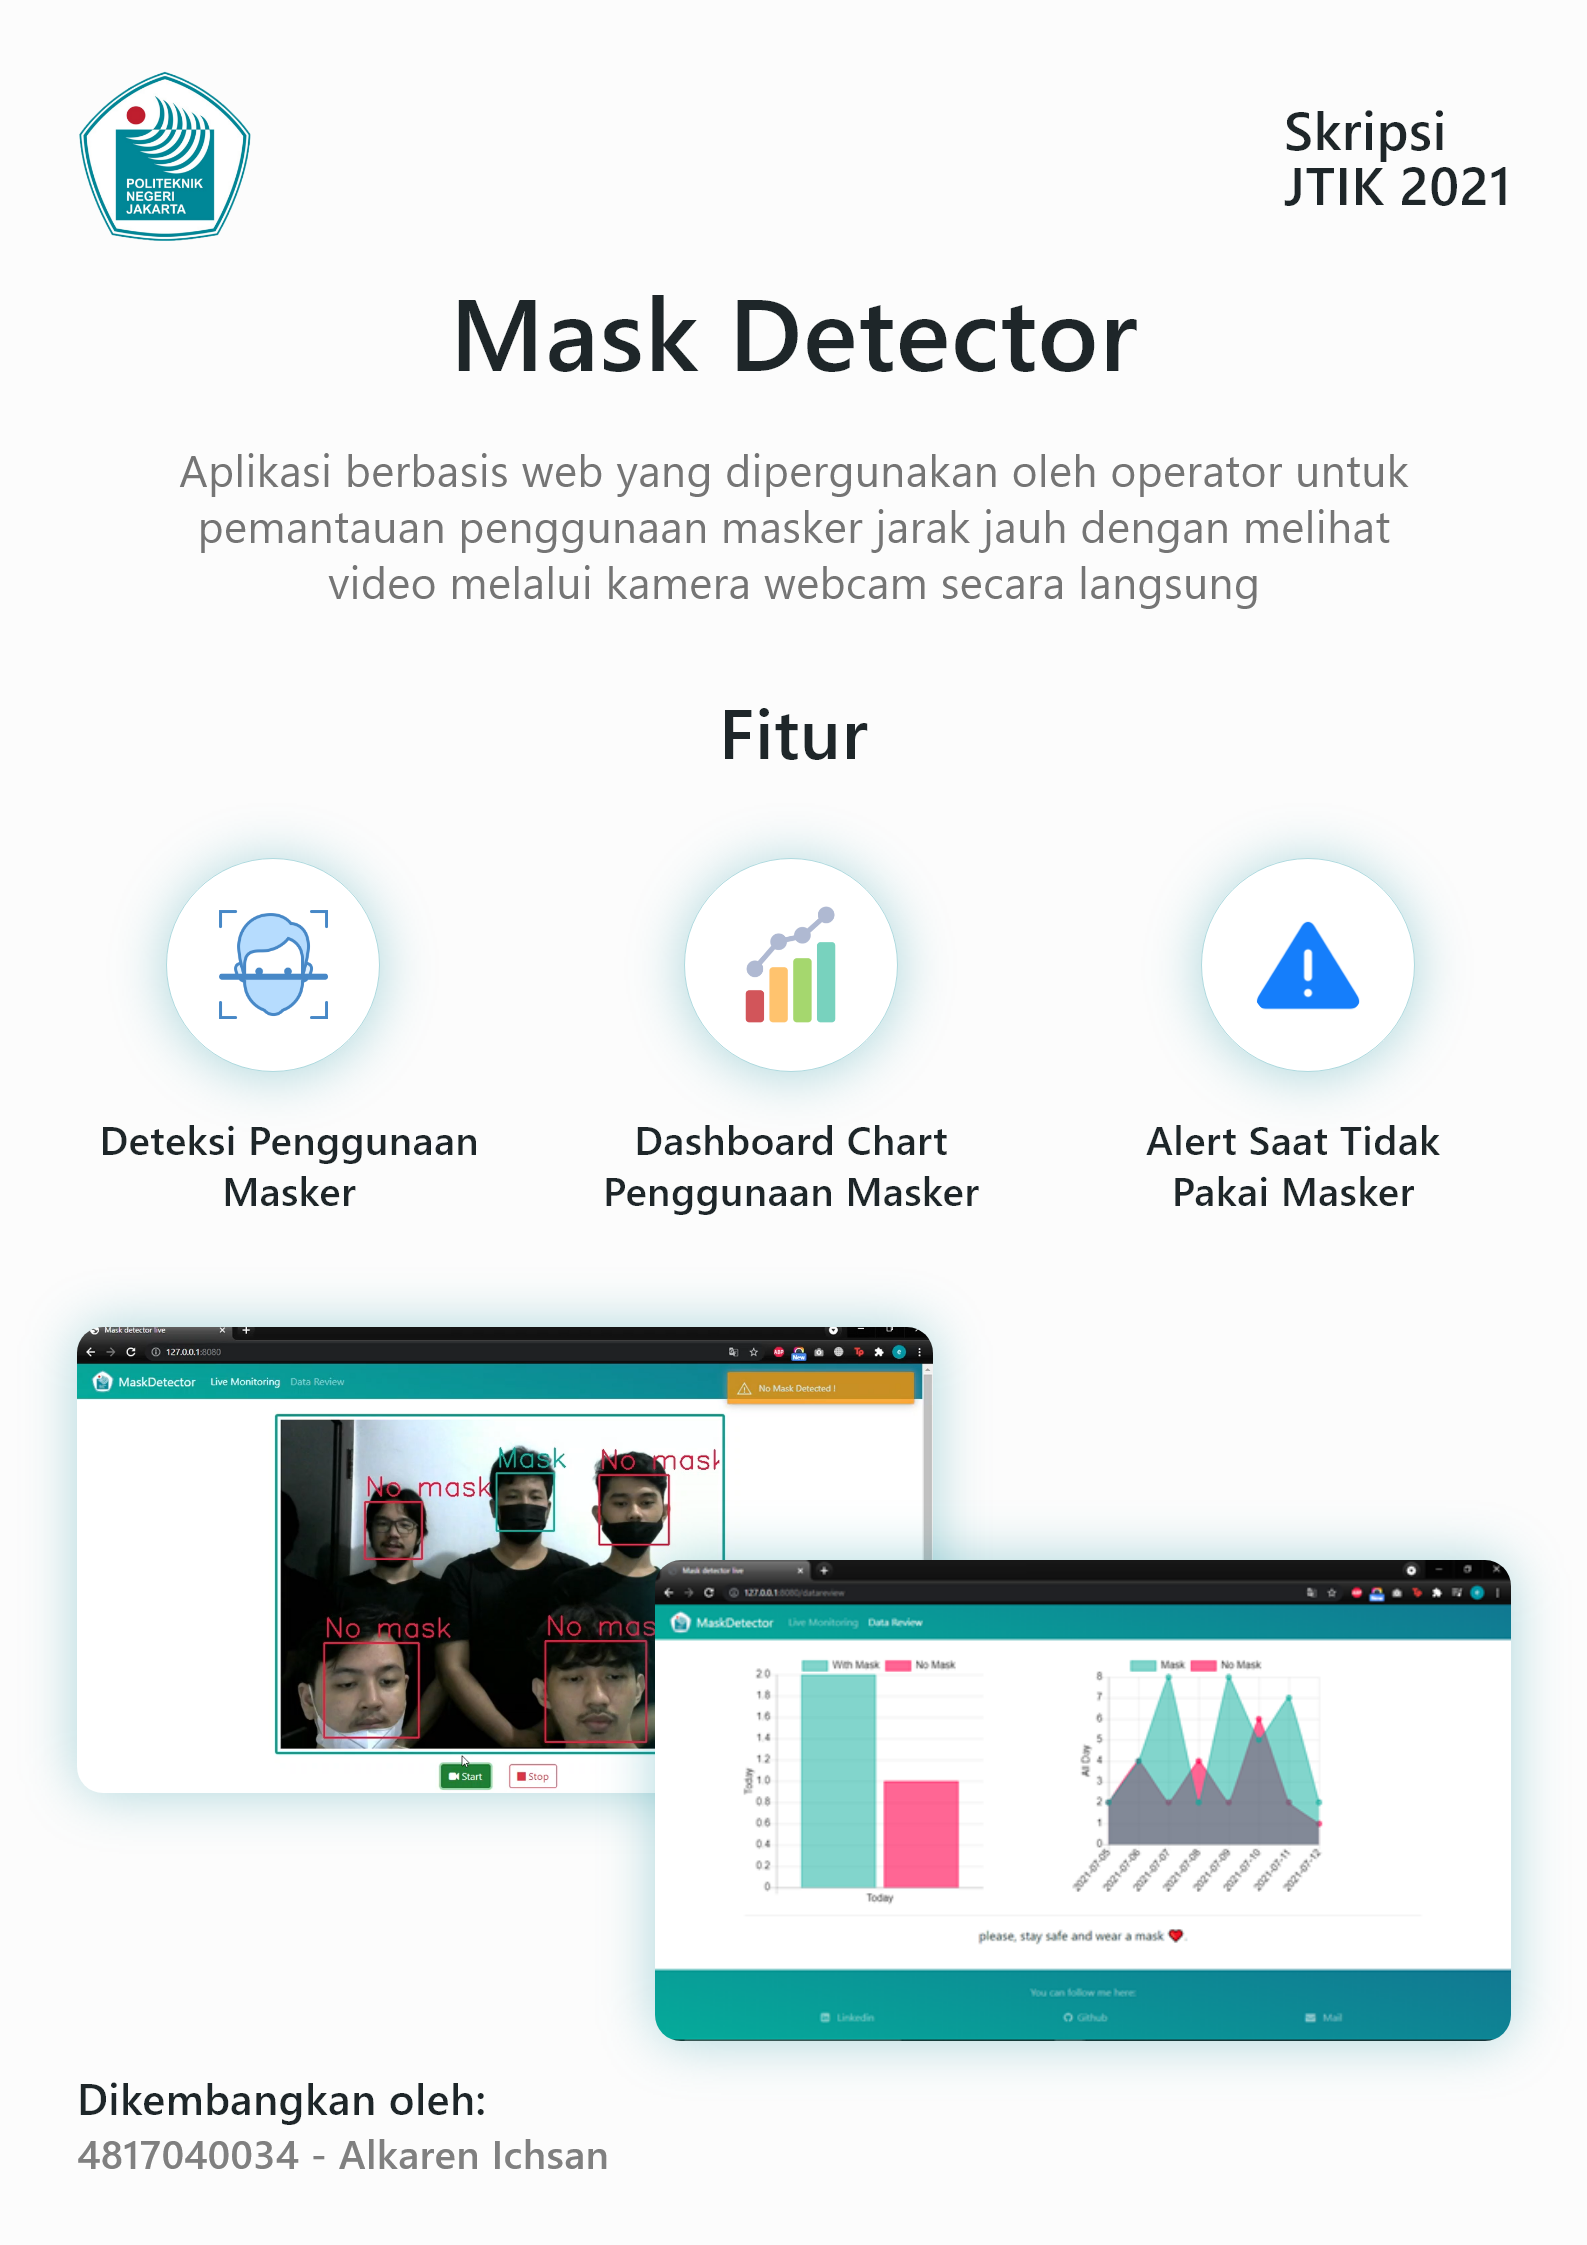 POLITEKNIK
NEGERI
JAKARTA
Skripsi
JTIK 2021
Mask Detector
Aplikasi berbasis web yang dipergunakan oleh operator untuk
pemantauan penggunaan masker jarak jauh dengan melihat
video melalui kamera webcam secara langsung
Fitur
Deteksi Penggunaan
Masker
Dashboard Chart
Penggunaan Masker
Alert Saat Tidak
Pakai Masker
Mask detector live
127.0.0.1:8080
ABP
New
Tp
e
MaskDetector Live Monitoring Data Review
No Mask Detected !
Mask
No mask
No mask
No mask
No mas
Start
Stop
Mask detector live
127.0.0.1:8080/datareview
New
e
MaskDetector Live Monitoring Data Review
With Mask No Mask
2.0
1.8
1.6
1.4
1.2
1.0
0.8
0.6
0.4
0.2
0
Today
Today
Mask No Mask
8
7
6
5
4
3
2
1
0
All Day
2021-07-05
2021-07-06
2021-07-07
2021-07-08
2021-07-09
2021-07-10
2021-07-11
2021-07-12
please, stay safe and wear a mask ❤.
You can follow me here:
Linkedin
Github
Mail
Dikembangkan oleh:
4817040034 - Alkaren Ichsan